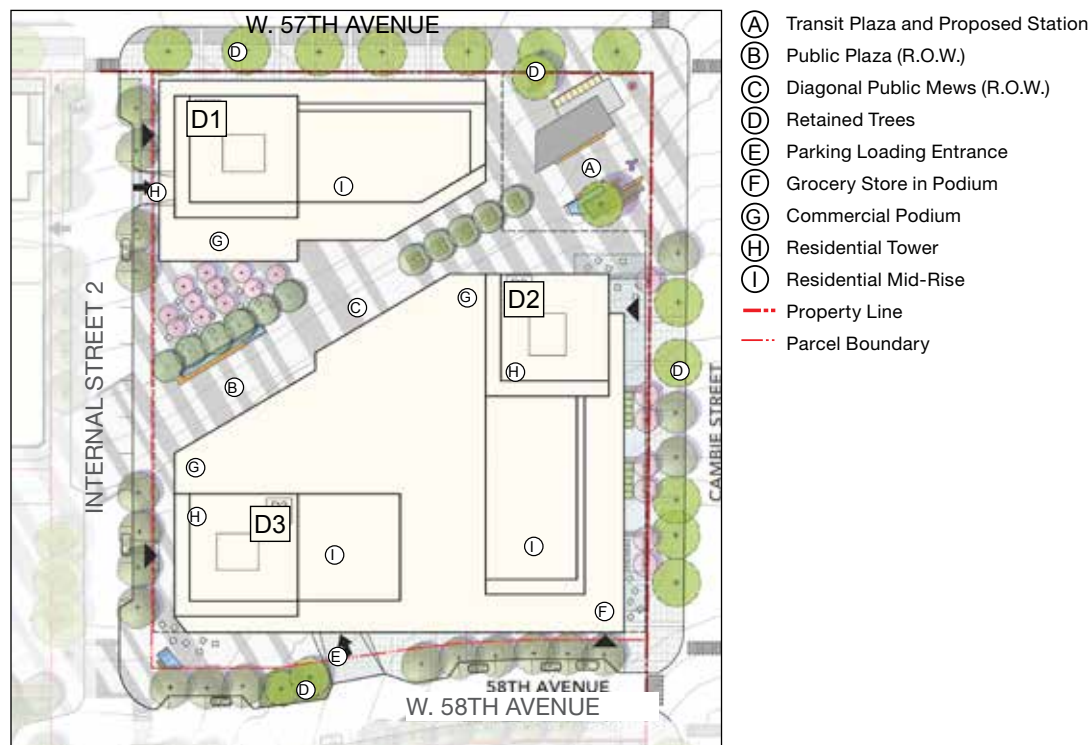 W. 57TH AVENUE
D
D
D1
A
H
I
G
INTERNAL STREET 2
C
G
D2
H
D
B
CAMBIE STREET
G
H
D3
I
I
F
E
D
58TH AVENUE
W. 58TH AVENUE
A Transit Plaza and Proposed Station
B Public Plaza (R.O.W.)
C Diagonal Public Mews (R.O.W.)
D Retained Trees
E Parking Loading Entrance
F Grocery Store in Podium
G Commercial Podium
H Residential Tower
I Residential Mid-Rise
Property Line
Parcel Boundary